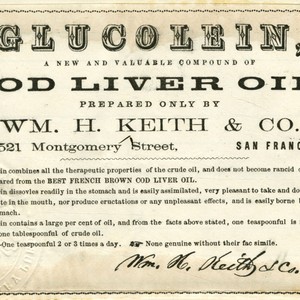 GLUCOLEIN,
A NEW AND VALUABLE COMPOUND OF
OD LIVER OIL
PREPARED ONLY BY
WM. H. KEITH & CO.
521 Montgomery Street, SAN FRANC
in combines all the therapeutic properties of the crude oil, and does not become rancid o
ared from the BEST FRENCH BROWN COD LIVER OIL.
in dissolves readily in the stomach and is easily assimilated, very pleasant to take and do
te in the mouth, nor produce eructations or any unpleasant effects, and is easily borne
omach.
in contains a large per cent of oil, and from the facts above stated, one teaspoonful is
one tablespoonful of crude oil.
-One teaspoonful 2 or 3 times a day. None genuine without their fac simile.
Wm. H. Keith & Co.